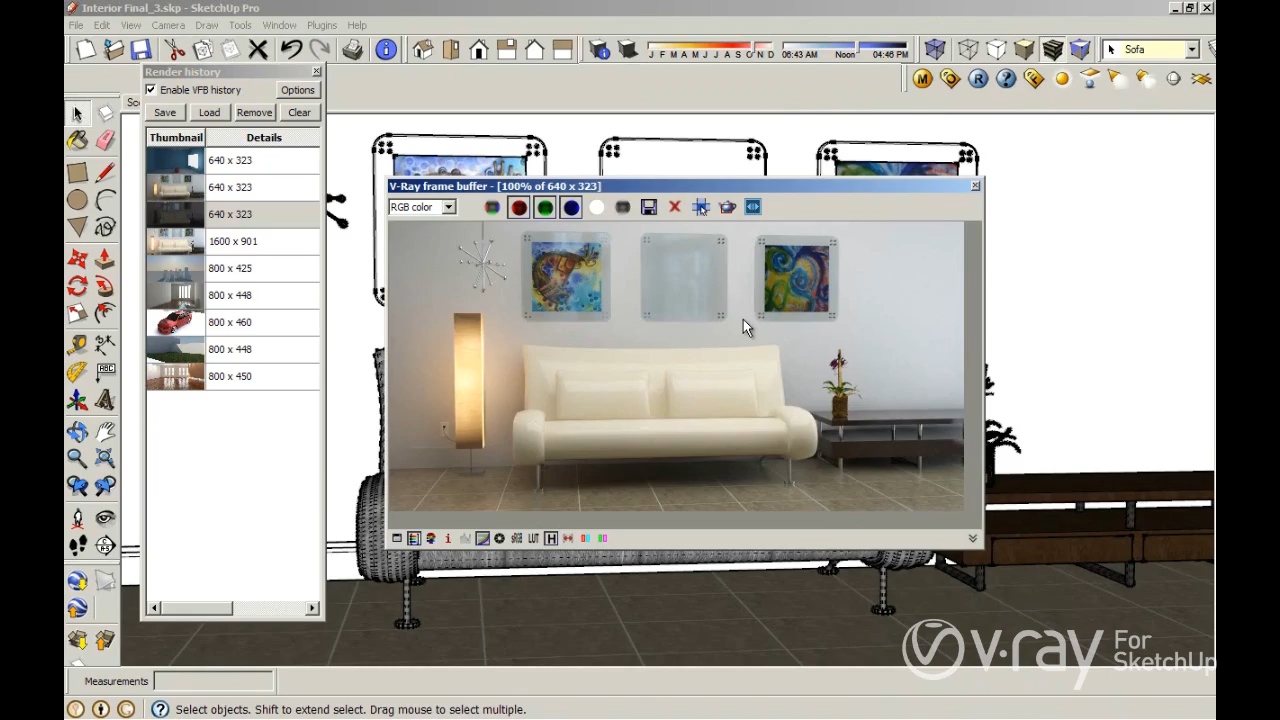 Interior Final_3.skp - SketchUp Pro
File Edit View Camera Draw Tools Window Plugins Help
J F M A M J J A S O N D 06:43 AM Noon 04:46 PM
Sofa
M R ?
Render history
Enable VFB history Options
Save Load Remove Clear
Thumbnail Details
640 x 323
640 x 323
640 x 323
1600 x 901
800 x 425
800 x 448
800 x 460
800 x 448
800 x 450
V-Ray frame buffer - [100% of 640 x 323]
RGB color
LUT H
ABC
v·ray For SketchUp
Measurements
Select objects. Shift to extend select. Drag mouse to select multiple.